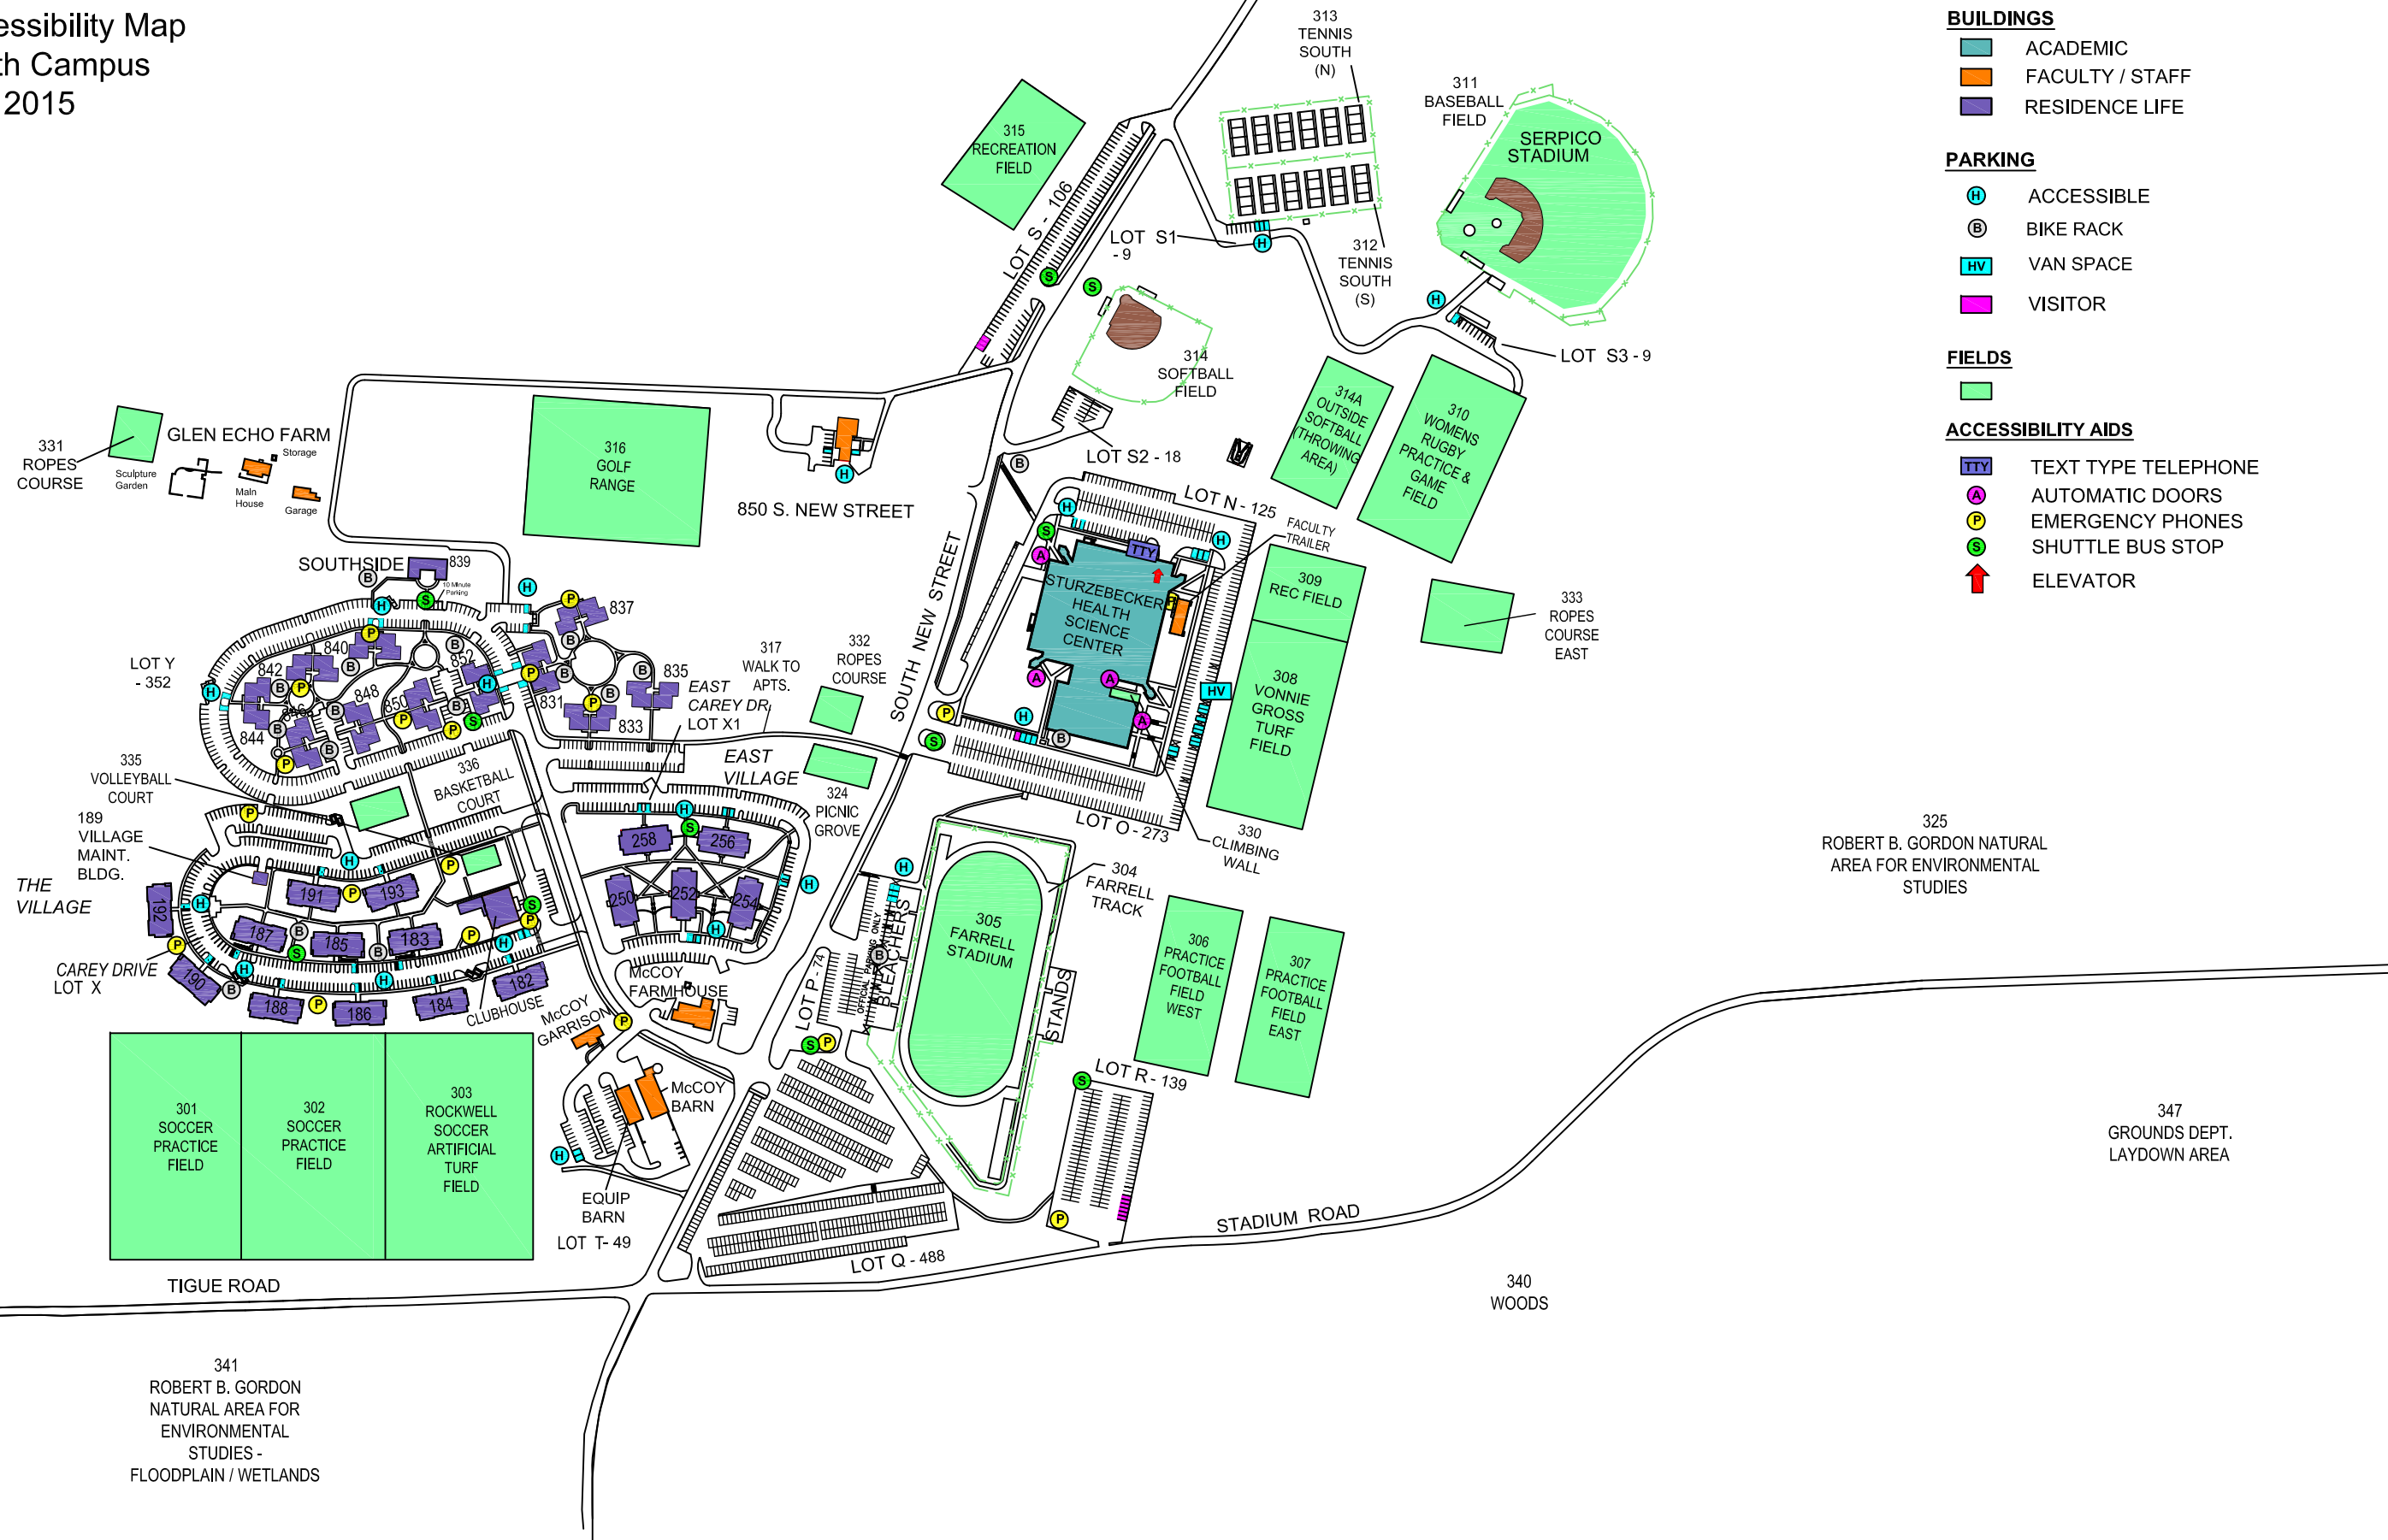 essibility Map
th Campus
2015
BUILDINGS
ACADEMIC
FACULTY / STAFF
RESIDENCE LIFE
PARKING
H ACCESSIBLE
B BIKE RACK
HV VAN SPACE
VISITOR
FIELDS
ACCESSIBILITY AIDS
TTY TEXT TYPE TELEPHONE
A AUTOMATIC DOORS
P EMERGENCY PHONES
S SHUTTLE BUS STOP
ELEVATOR
313
TENNIS
SOUTH
(N)
311
BASEBALL
FIELD
SERPICO
STADIUM
315
RECREATION
FIELD
LOT S - 106
LOT S1
- 9
312
TENNIS
SOUTH
(S)
LOT S3 - 9
314
SOFTBALL
FIELD
314A
OUTSIDE
SOFTBALL
(THROWING
AREA)
310
WOMENS
RUGBY
PRACTICE &
GAME
FIELD
LOT S2 - 18
331
ROPES
COURSE
GLEN ECHO FARM
Storage
Sculpture
Garden
Main
House
Garage
316
GOLF
RANGE
850 S. NEW STREET
LOT N - 125
FACULTY
TRAILER
TTY
STURZEBECKER
HEALTH
SCIENCE
CENTER
309
REC FIELD
333
ROPES
COURSE
EAST
308
VONNIE
GROSS
TURF
FIELD
HV
SOUTH NEW STREET
SOUTHSIDE
839
10 Minute
Parking
837
840
842
852
848
850
846
844
831
835
833
LOT Y
- 352
317
WALK TO
APTS.
332
ROPES
COURSE
EAST
CAREY DR.
LOT X1
EAST
VILLAGE
324
PICNIC
GROVE
335
VOLLEYBALL
COURT
336
BASKETBALL
COURT
189
VILLAGE
MAINT.
BLDG.
THE
VILLAGE
258
256
250
252
254
191
193
192
187
185
183
190
188
186
184
182
CAREY DRIVE
LOT X
CLUBHOUSE
McCOY
FARMHOUSE
McCOY
GARRISON
McCOY
BARN
EQUIP
BARN
LOT T- 49
LOT O - 273
330
CLIMBING
WALL
304
FARRELL
TRACK
305
FARRELL
STADIUM
BLEACHERS
OFFICIAL PARKING ONLY
STANDS
LOT P - 74
306
PRACTICE
FOOTBALL
FIELD
WEST
307
PRACTICE
FOOTBALL
FIELD
EAST
LOT R - 139
LOT Q - 488
STADIUM ROAD
TIGUE ROAD
301
SOCCER
PRACTICE
FIELD
302
SOCCER
PRACTICE
FIELD
303
ROCKWELL
SOCCER
ARTIFICIAL
TURF
FIELD
325
ROBERT B. GORDON NATURAL
AREA FOR ENVIRONMENTAL
STUDIES
347
GROUNDS DEPT.
LAYDOWN AREA
340
WOODS
341
ROBERT B. GORDON
NATURAL AREA FOR
ENVIRONMENTAL
STUDIES -
FLOODPLAIN / WETLANDS